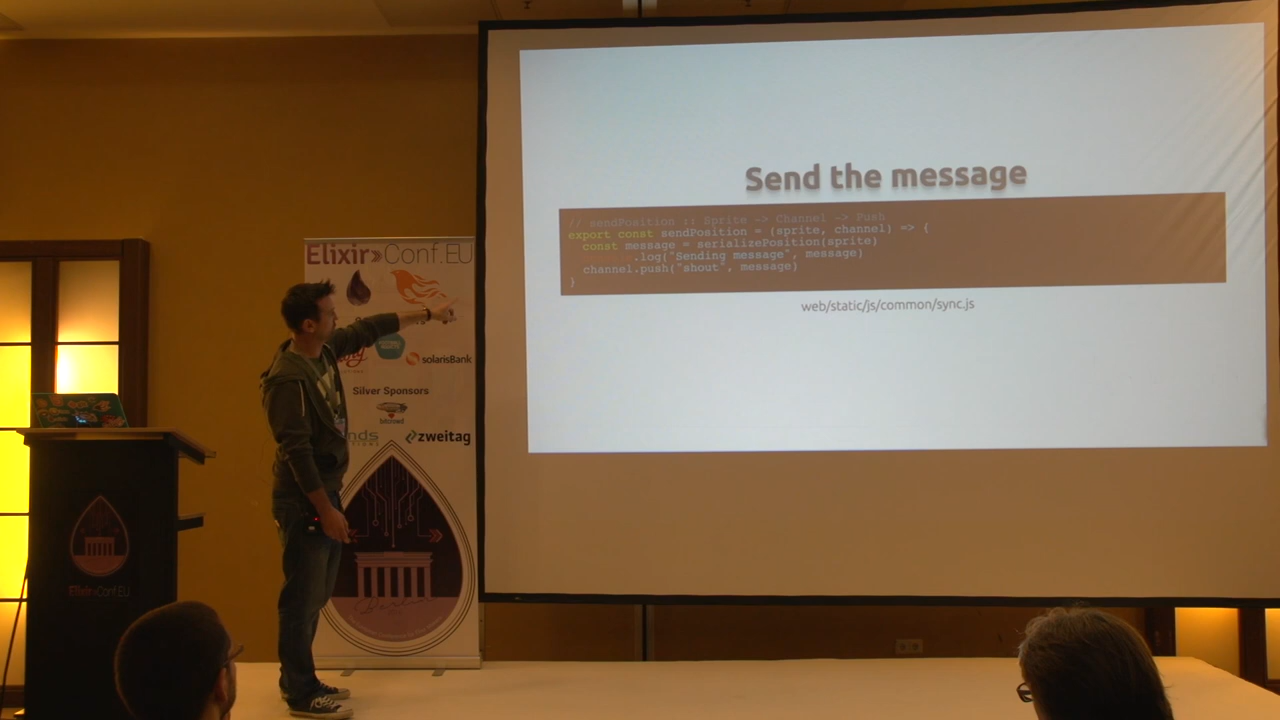 Send the message
// sendPosition :: Sprite -> Channel -> Push
export const sendPosition = (sprite, channel) => {
const message = serializePosition(sprite)
.log("Sending message", message)
channel.push("shout", message)
}
web/static/js/common/sync.js
Elixir Conf.EU
solarisBank
Silver Sponsors
bitcrowd
zweitag
Berlin
ElixirConf.EU